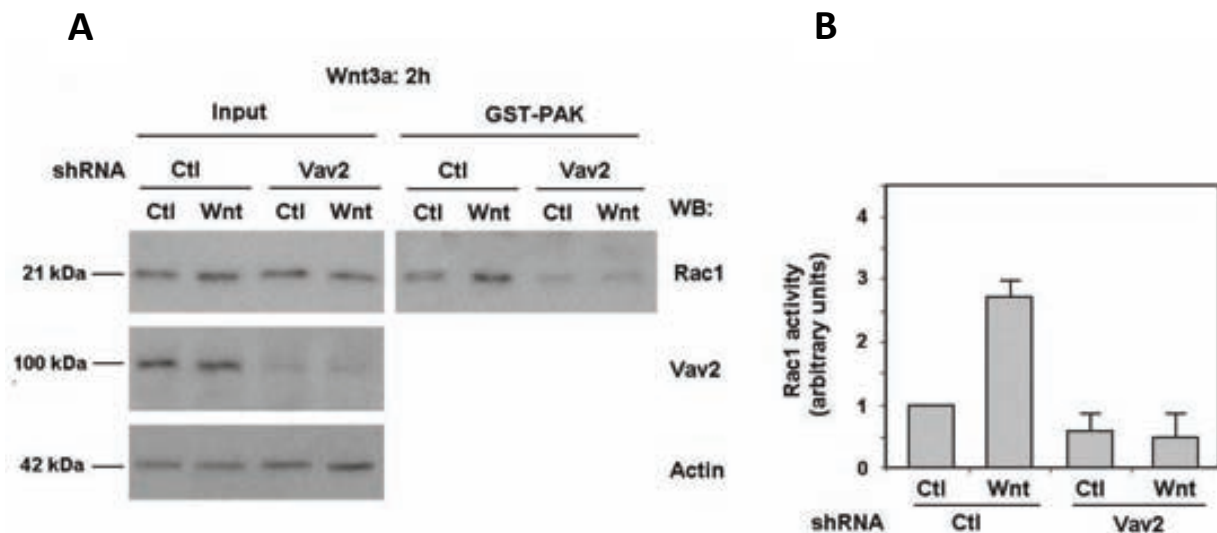 A
Wnt3a: 2h
Input GST-PAK
shRNA Ctl Vav2 Ctl Vav2
Ctl Wnt Ctl Wnt Ctl Wnt Ctl Wnt WB:
21 kDa Rac1
100 kDa Vav2
42 kDa Actin
B
Rac1 activity
(arbitrary units)
4
3
2
1
0
Ctl Wnt Ctl Wnt
shRNA Ctl Vav2